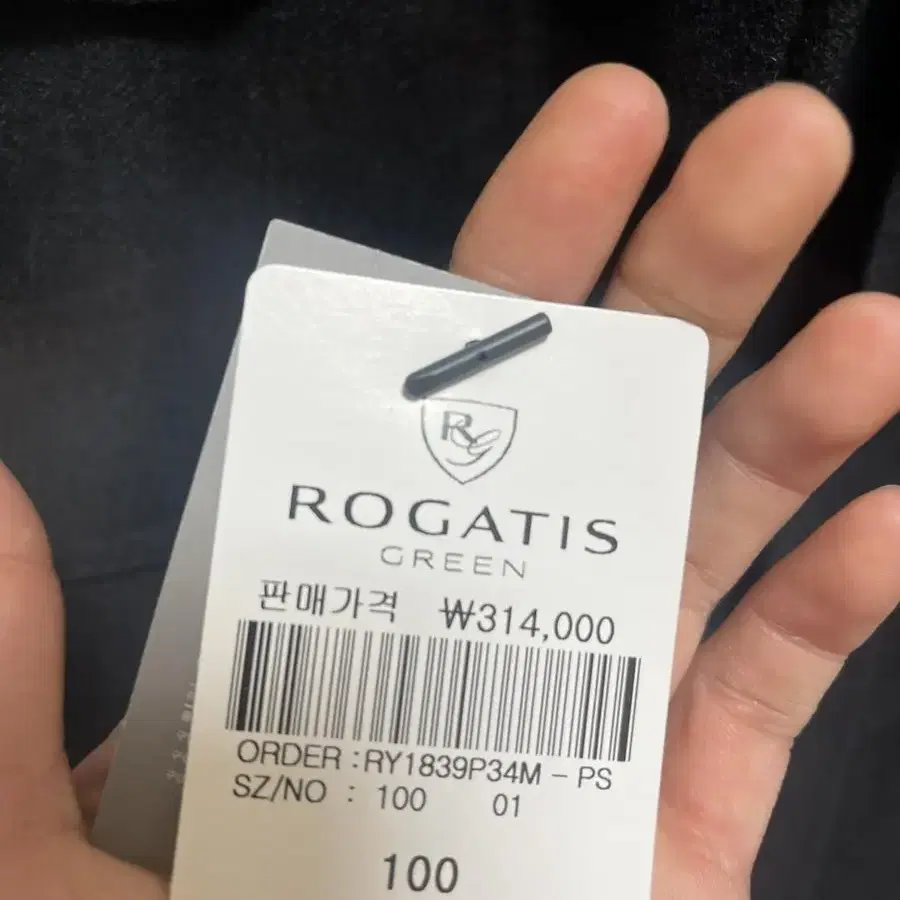 RG
ROGATIS
GREEN
판매가격 ₩314,000
ORDER :RY1839P34M - PS
SZ/NO : 100 01
100